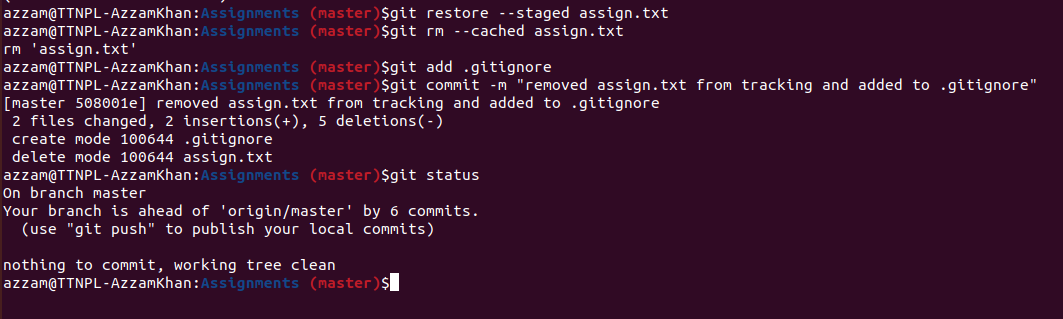 azzam@TTNPL-AzzamKhan:Assignments (master)$git restore --staged assign.txt
azzam@TTNPL-AzzamKhan:Assignments (master)$git rm --cached assign.txt
rm 'assign.txt'
azzam@TTNPL-AzzamKhan:Assignments (master)$git add .gitignore
azzam@TTNPL-AzzamKhan:Assignments (master)$git commit -m "removed assign.txt from tracking and added to .gitignore"
[master 508001e] removed assign.txt from tracking and added to .gitignore
 2 files changed, 2 insertions(+), 5 deletions(-)
 create mode 100644 .gitignore
 delete mode 100644 assign.txt
azzam@TTNPL-AzzamKhan:Assignments (master)$git status
On branch master
Your branch is ahead of 'origin/master' by 6 commits.
  (use "git push" to publish your local commits)

nothing to commit, working tree clean
azzam@TTNPL-AzzamKhan:Assignments (master)$